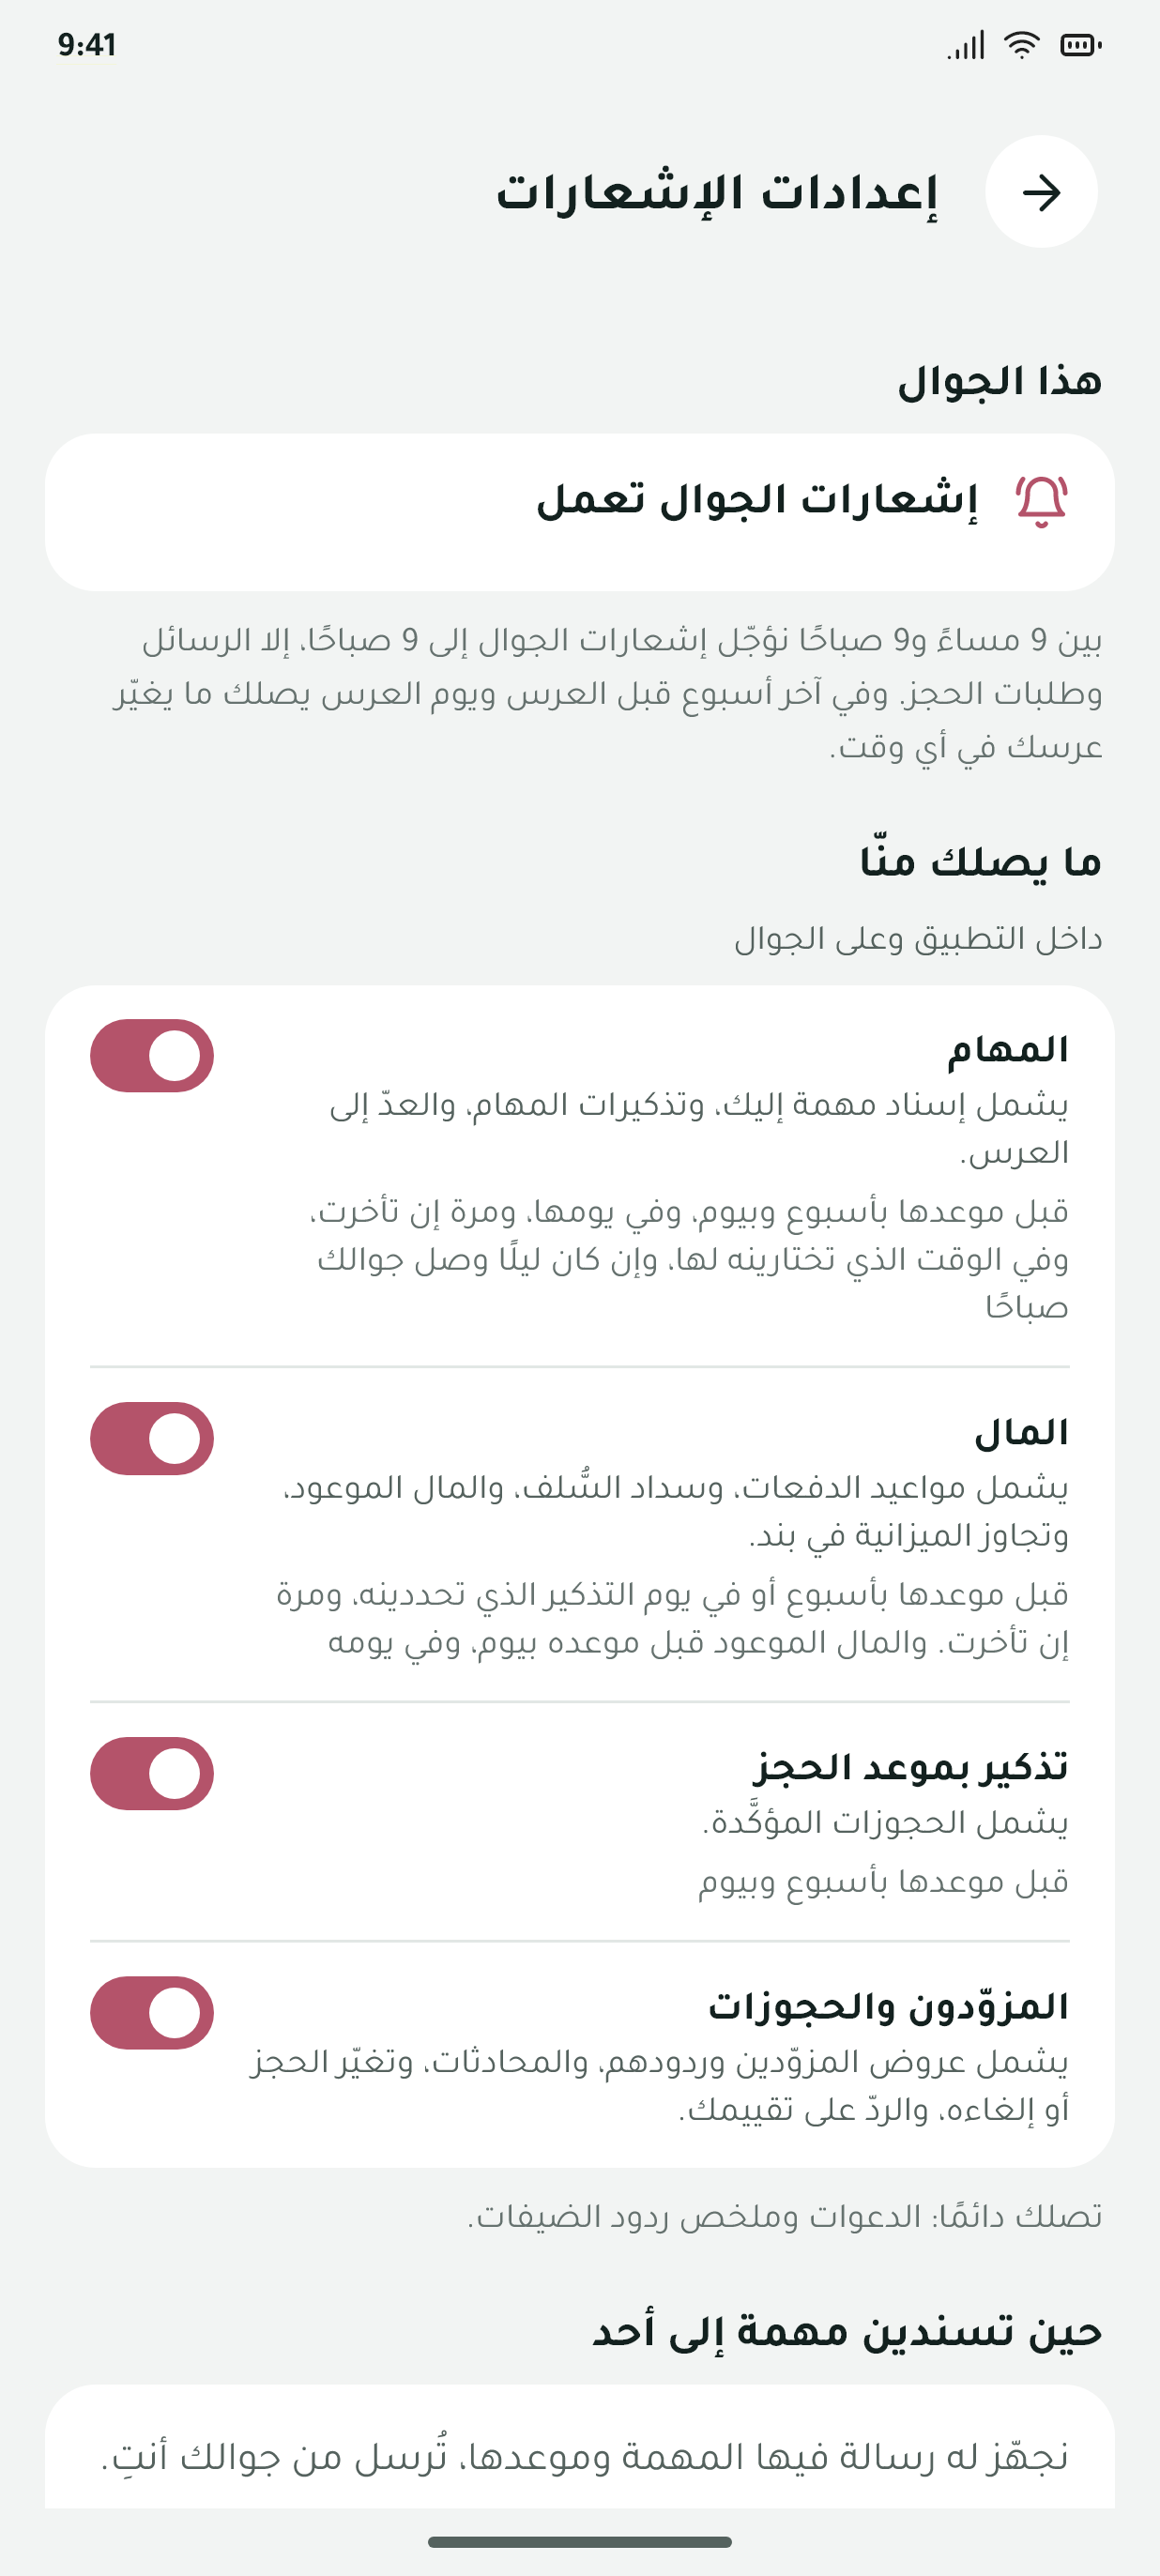 9:41
إعدادات الإشعارات
هذا الجوال
إشعارات الجوال تعمل
بين 9 مساءً و9 صباحًا نؤجّل إشعارات الجوال إلى 9 صباحًا، إلا الرسائل
وطلبات الحجز. وفي آخر أسبوع قبل العرس ويوم العرس يصلك ما يغيّر
عرسك في أي وقت.
ما يصلك منّا
داخل التطبيق وعلى الجوال
المهام
يشمل إسناد مهمة إليك، وتذكيرات المهام، والعدّ إلى
العرس.
قبل موعدها بأسبوع وبيوم، وفي يومها، ومرة إن تأخرت،
وفي الوقت الذي تختارينه لها، وإن كان ليلًا وصل جوالك
صباحًا
المال
يشمل مواعيد الدفعات، وسداد السُّلف، والمال الموعود،
وتجاوز الميزانية في بند.
قبل موعدها بأسبوع أو في يوم التذكير الذي تحددينه، ومرة
إن تأخرت. والمال الموعود قبل موعده بيوم، وفي يومه
تذكير بموعد الحجز
يشمل الحجوزات المؤكَّدة.
قبل موعدها بأسبوع وبيوم
المزوّدون والحجوزات
يشمل عروض المزوّدين وردودهم، والمحادثات، وتغيّر الحجز
أو إلغاءه، والردّ على تقييمك.
تصلك دائمًا: الدعوات وملخص ردود الضيفات.
حين تسندين مهمة إلى أحد
نجهّز له رسالة فيها المهمة وموعدها، تُرسل من جوالك أنتِ.